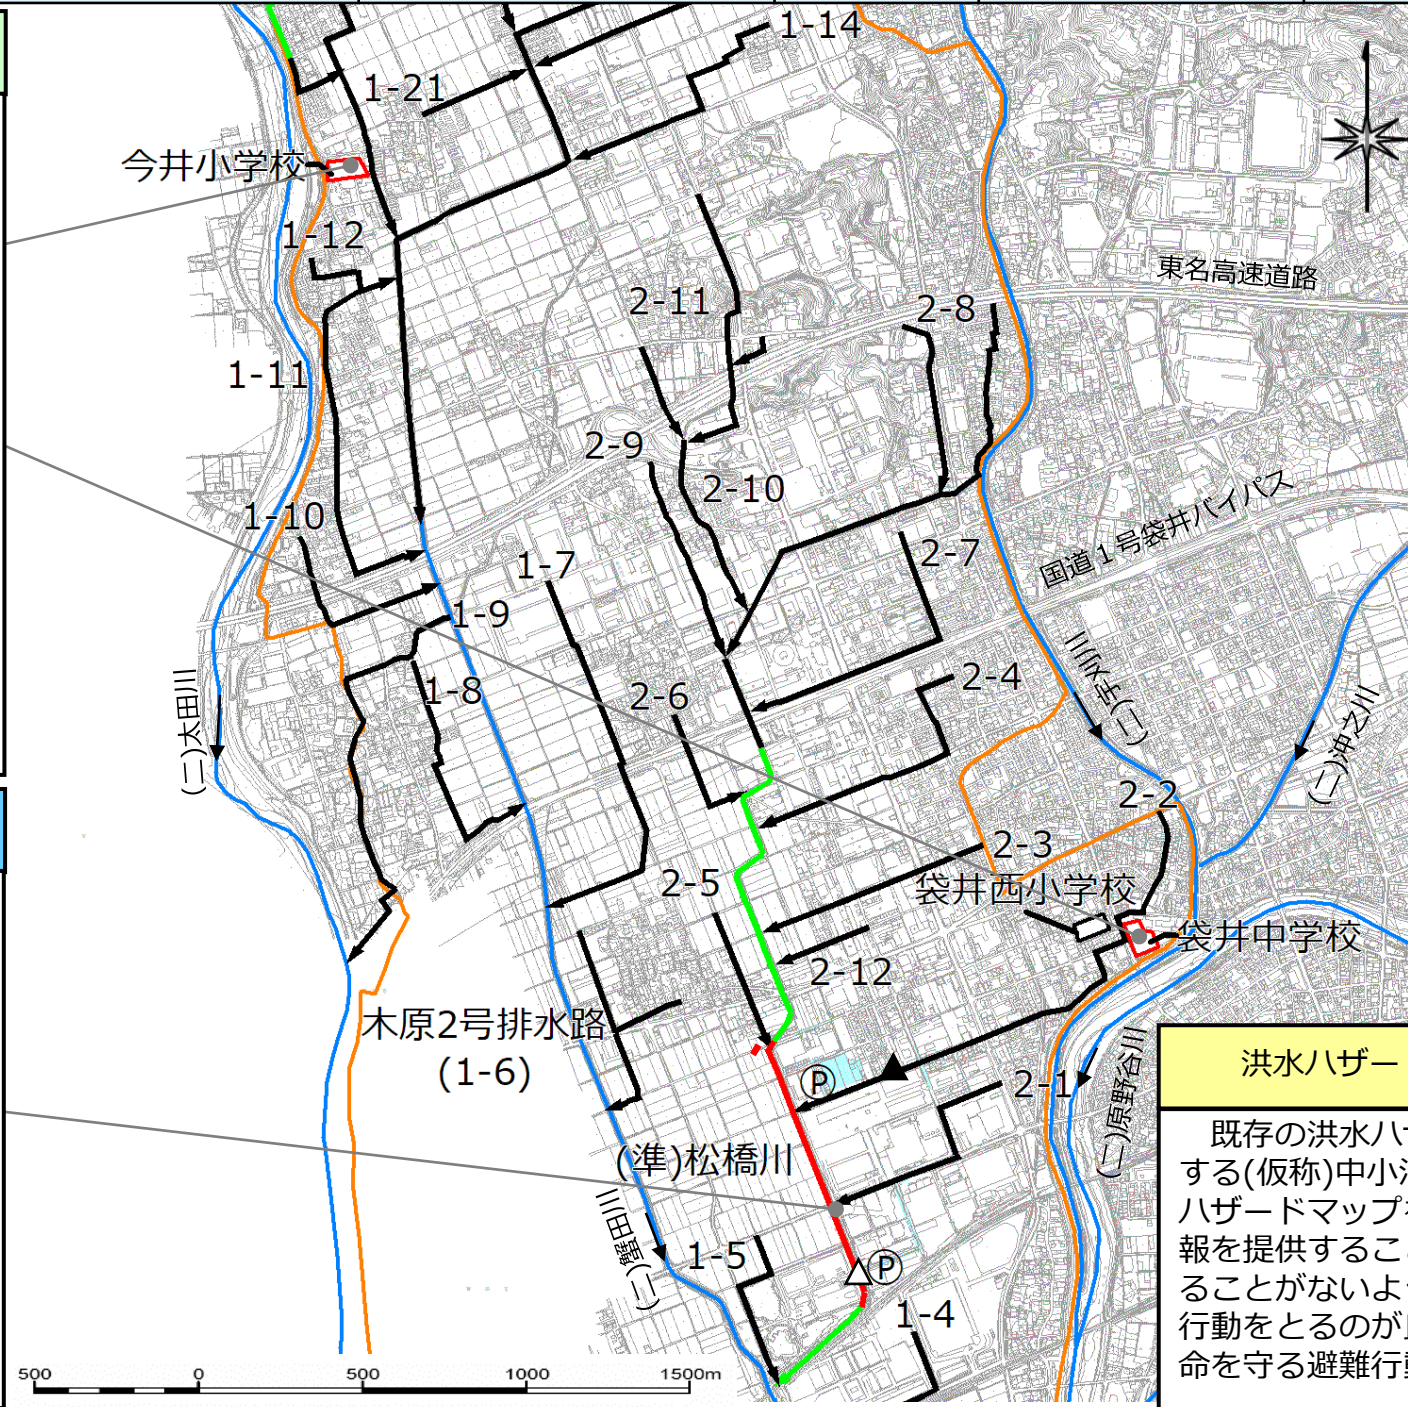 1-14
1-21
今井小学校
1-12
東名高速道路
2-11
2-8
1-11
2-9
2-10
国道１号袋井バイパス
1-10
1-7
2-7
1-9
(二)宇刈川
2-4
1-8
2-6
(二)太田川
(二)沖之川
2-2
2-3
2-5
袋井西小学校
袋井中学校
2-12
木原2号排水路
(1-6)
P
2-1
(二)原野谷川
(準)松橋川
(二)蟹田川
1-5
P
1-4
洪水ハザー
既存の洪水ハ
する(仮称)中小
ハザードマップ
報を提供するこ
ることがないよ
行動をとるのが
命を守る避難行
500 0 500 1000 1500m